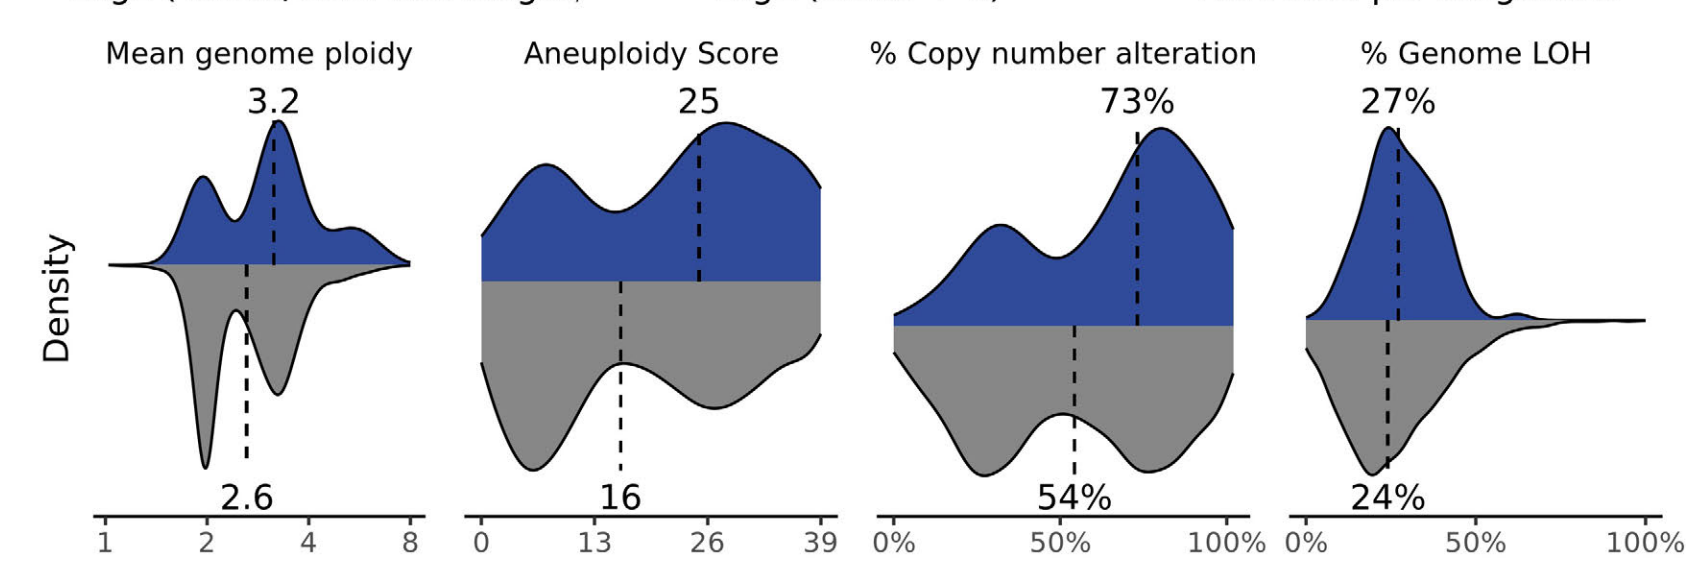 Mean genome ploidy
Aneuploidy Score
% Copy number alteration
% Genome LOH
3.2
25
73%
27%
Density
2.6
16
54%
24%
1 2 4 8
0 13 26 39
0% 50% 100%
0% 50% 100%